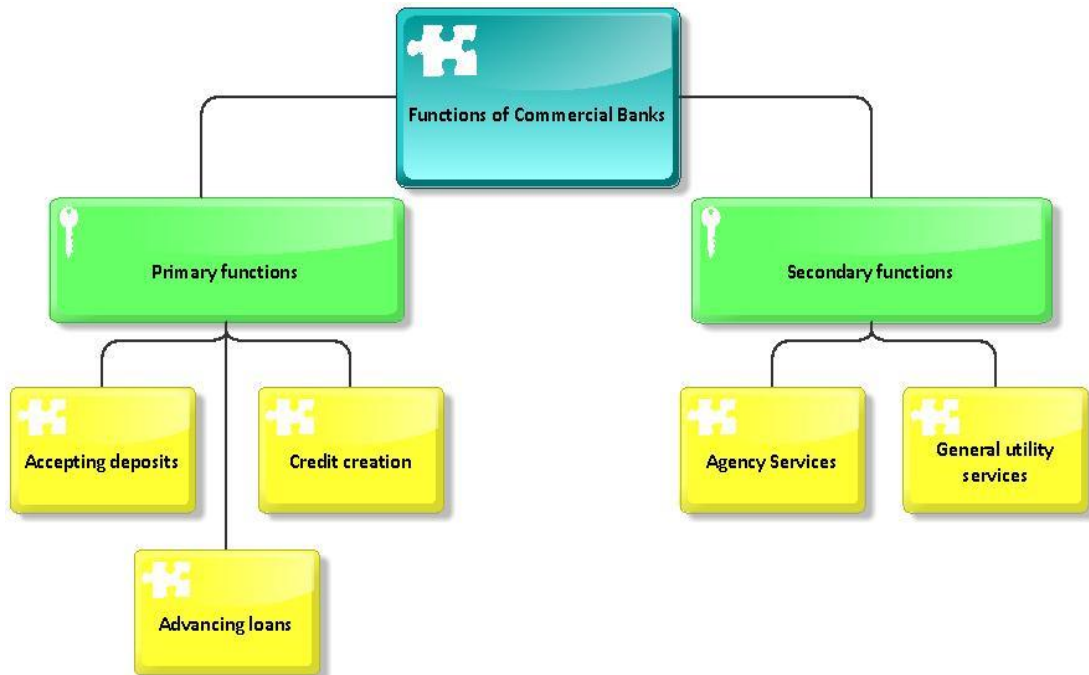 Functions of Commercial Banks
Primary functions
Secondary functions
Accepting deposits
Credit creation
Agency Services
General utility
services
Advancing loans